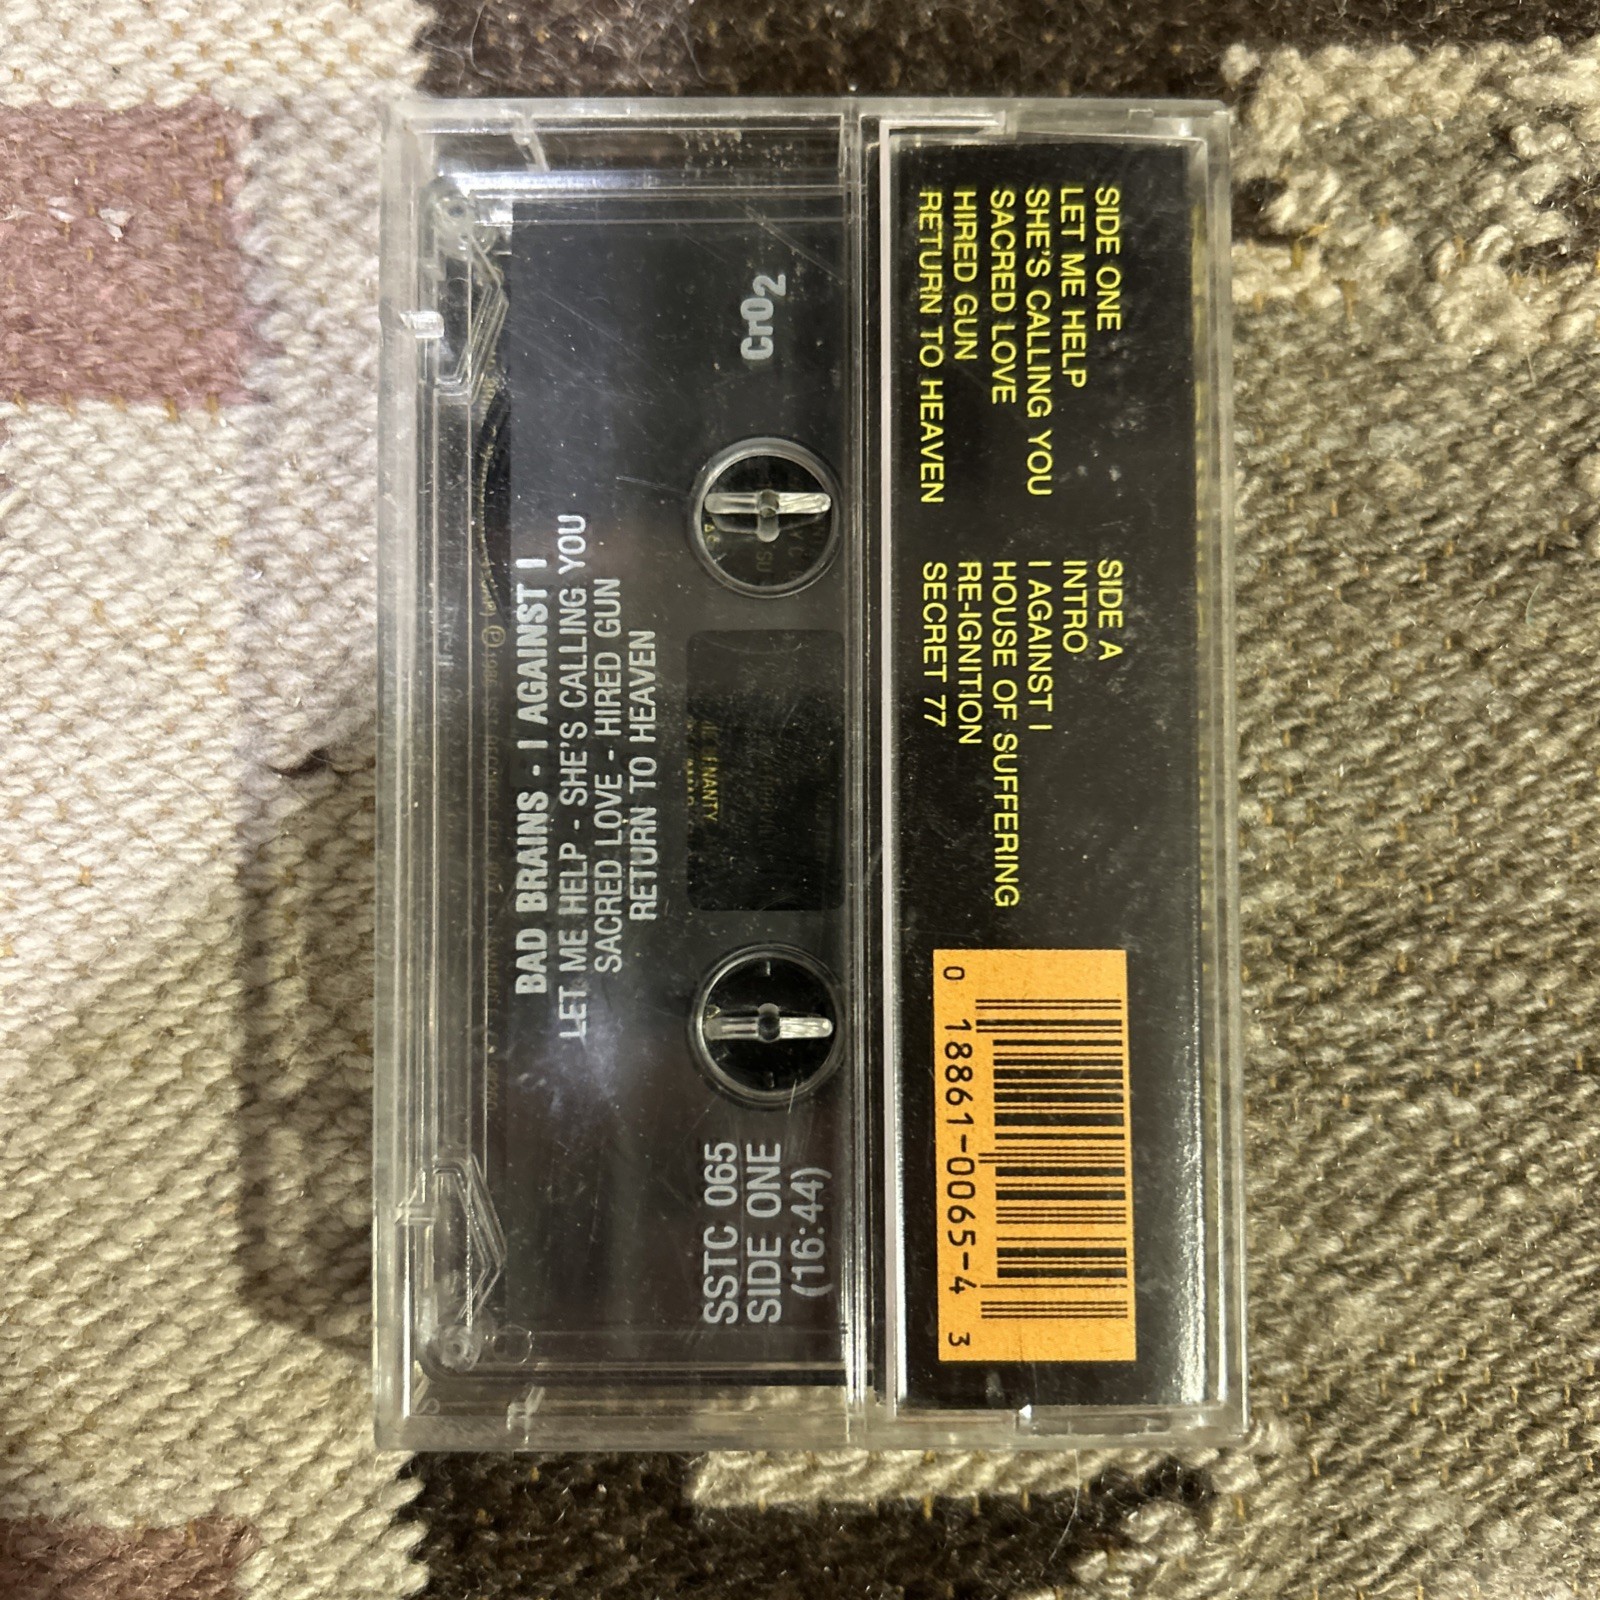 SIDE ONE
LET ME HELP
SHE'S CALLING YOU
SACRED LOVE
HIRED GUN
RETURN TO HEAVEN
SIDE A
INTRO
I AGAINST I
HOUSE OF SUFFERING
RE-IGNITION
SECRET 77
0 18861-0065-4 3
CrO2
BAD BRAINS - I AGAINST I
LET ME HELP - SHE'S CALLING YOU
SACRED LOVE - HIRED GUN
RETURN TO HEAVEN
SSTC 065
SIDE ONE
(16:44)